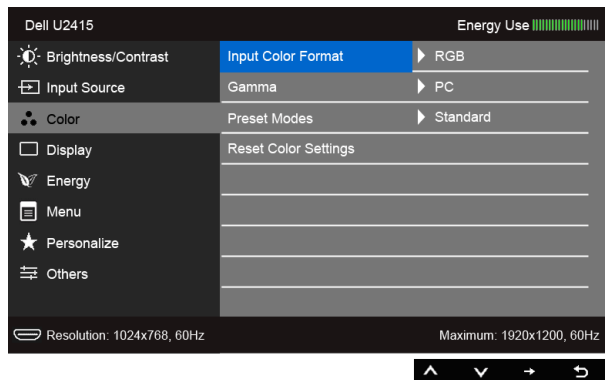 Dell U2415 Energy Use
Brightness/Contrast Input Color Format RGB
Input Source Gamma PC
Color Preset Modes Standard
Display Reset Color Settings
Energy
Menu
Personalize
Others
Resolution: 1024x768, 60Hz Maximum: 1920x1200, 60Hz